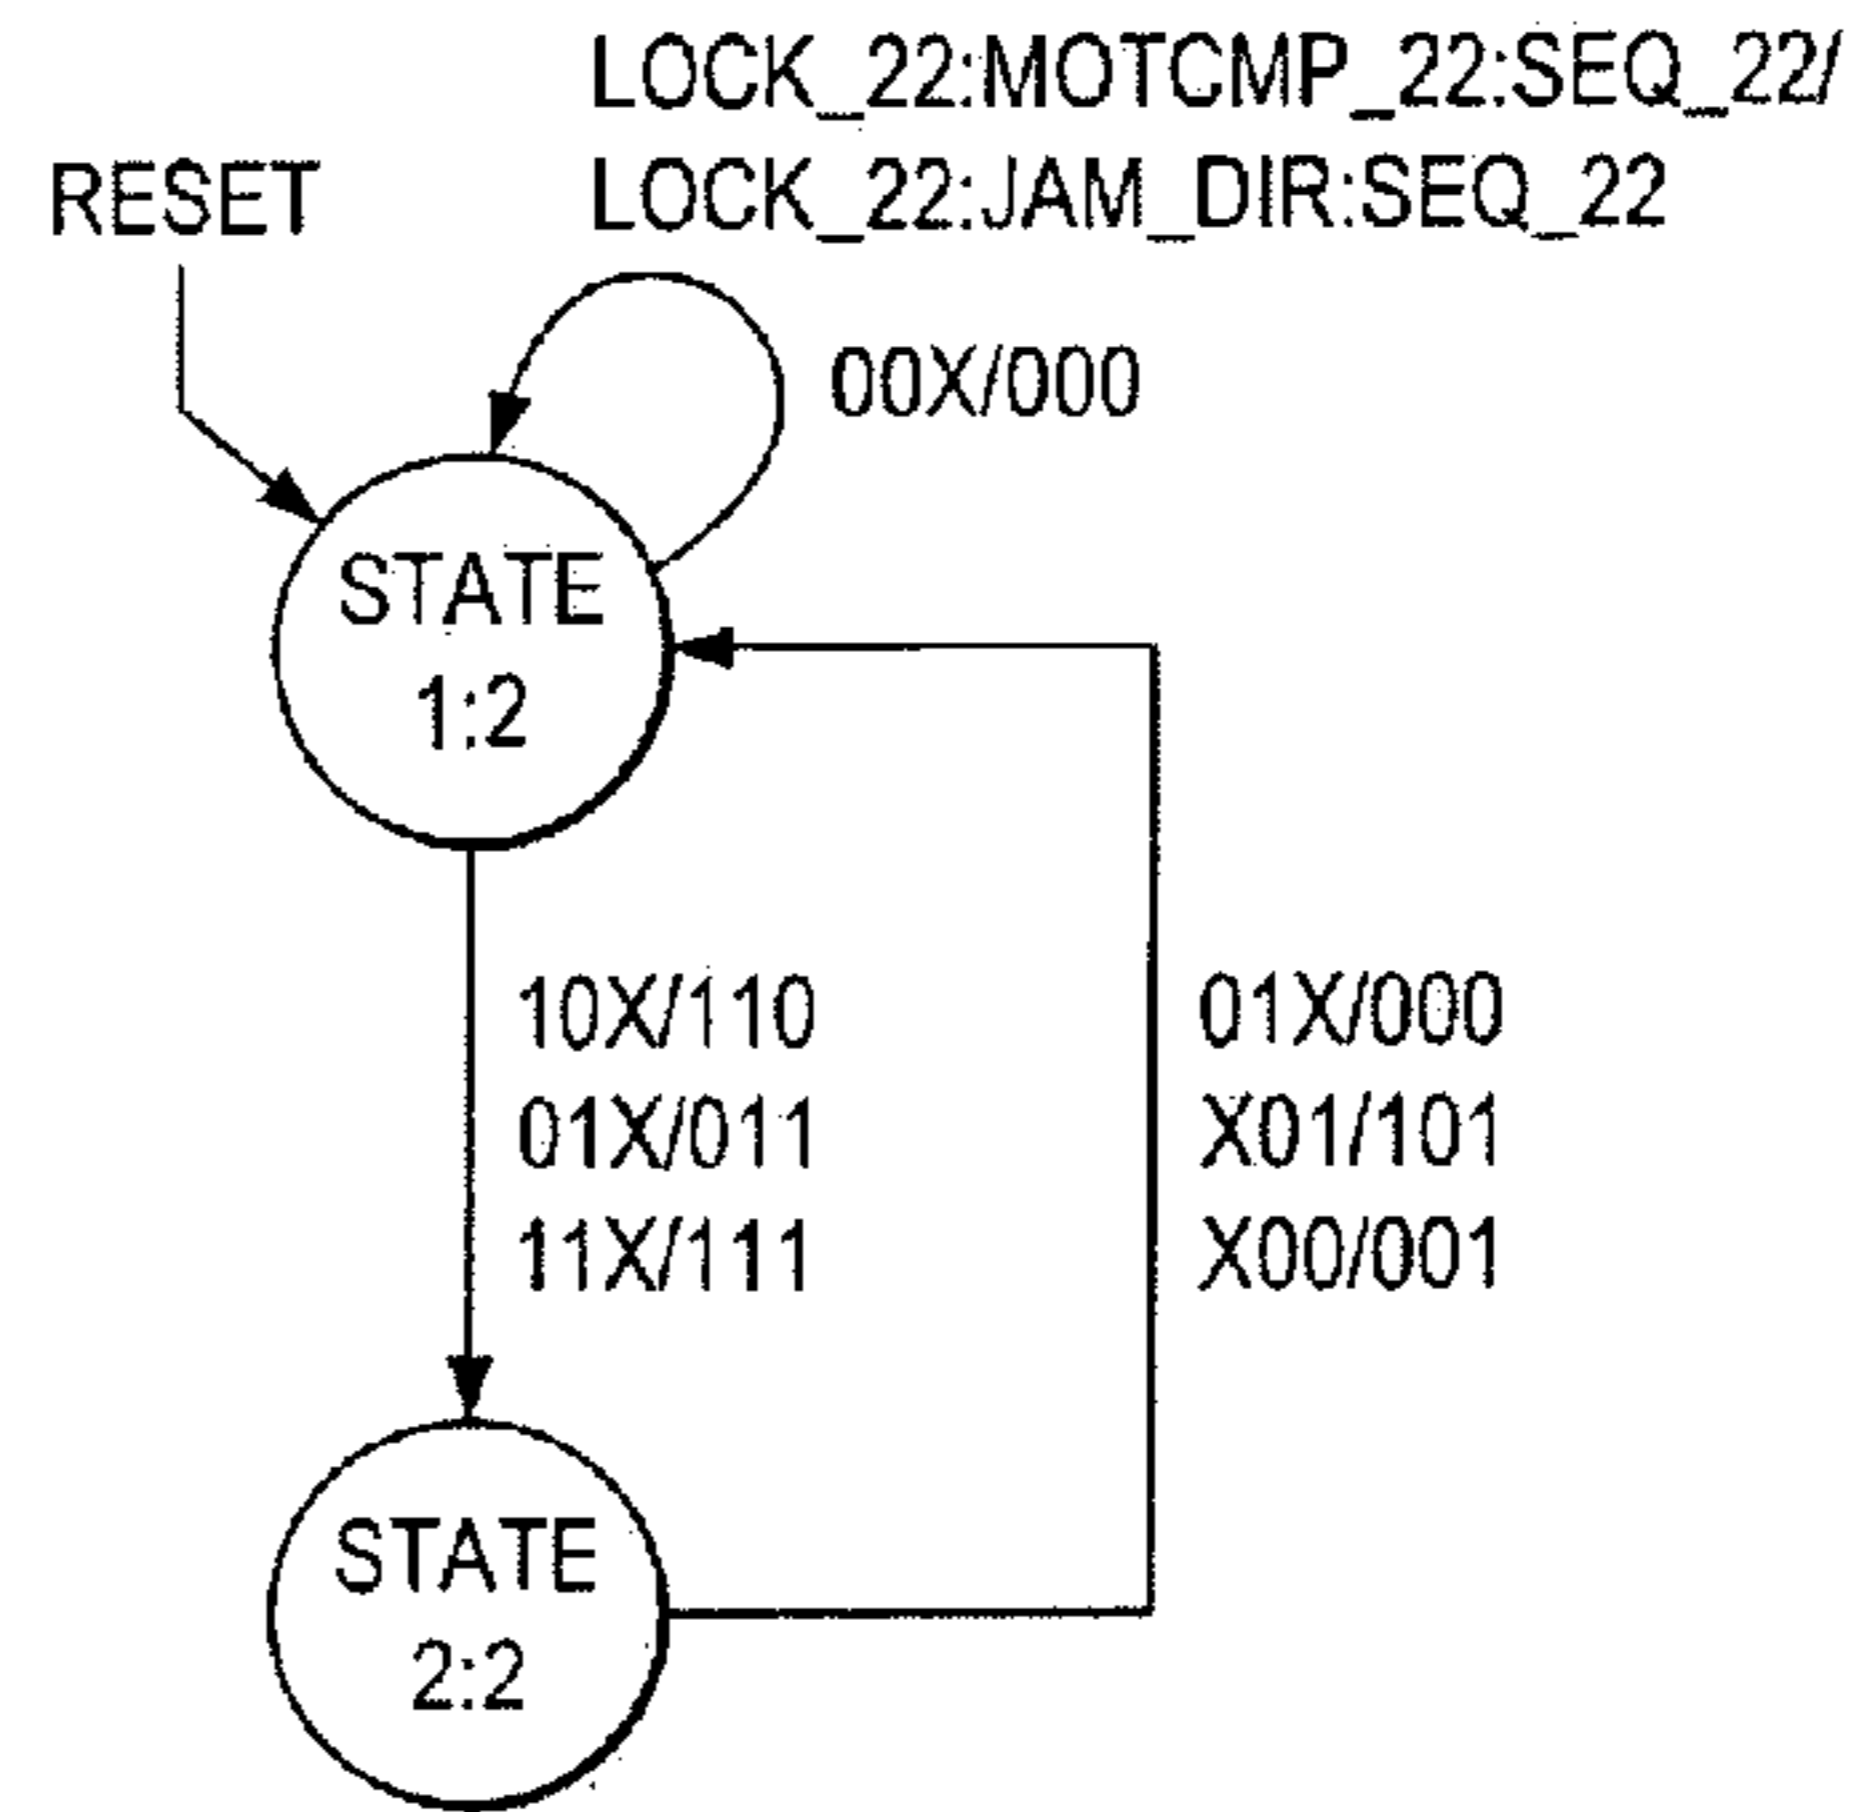 LOCK_22:MOTCMP_22:SEQ_22/
LOCK_22:JAM_DIR:SEQ_22
RESET
00X/000
STATE
1:2
10X/110
01X/011
11X/111
01X/000
X01/101
X00/001
STATE
2:2